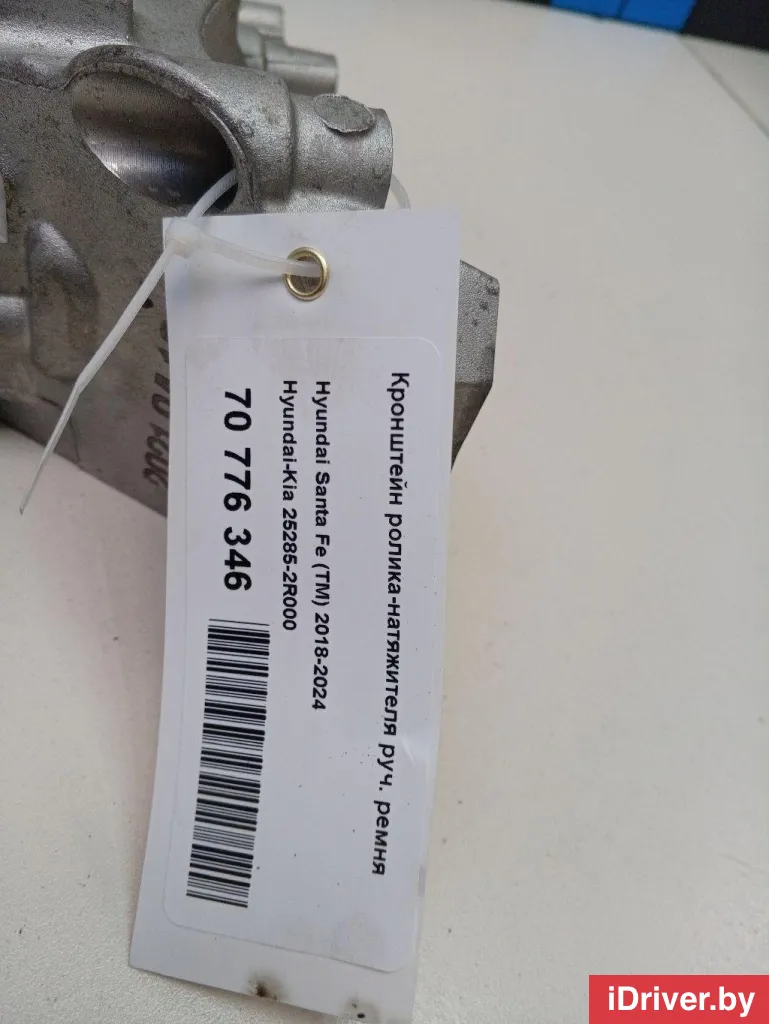 Кронштейн ролика-натяжителя руч. ремня
Hyundai Santa Fe (TM) 2018-2024
Hyundai-Kia 25285-2R000
70 776 346
iDriver.by